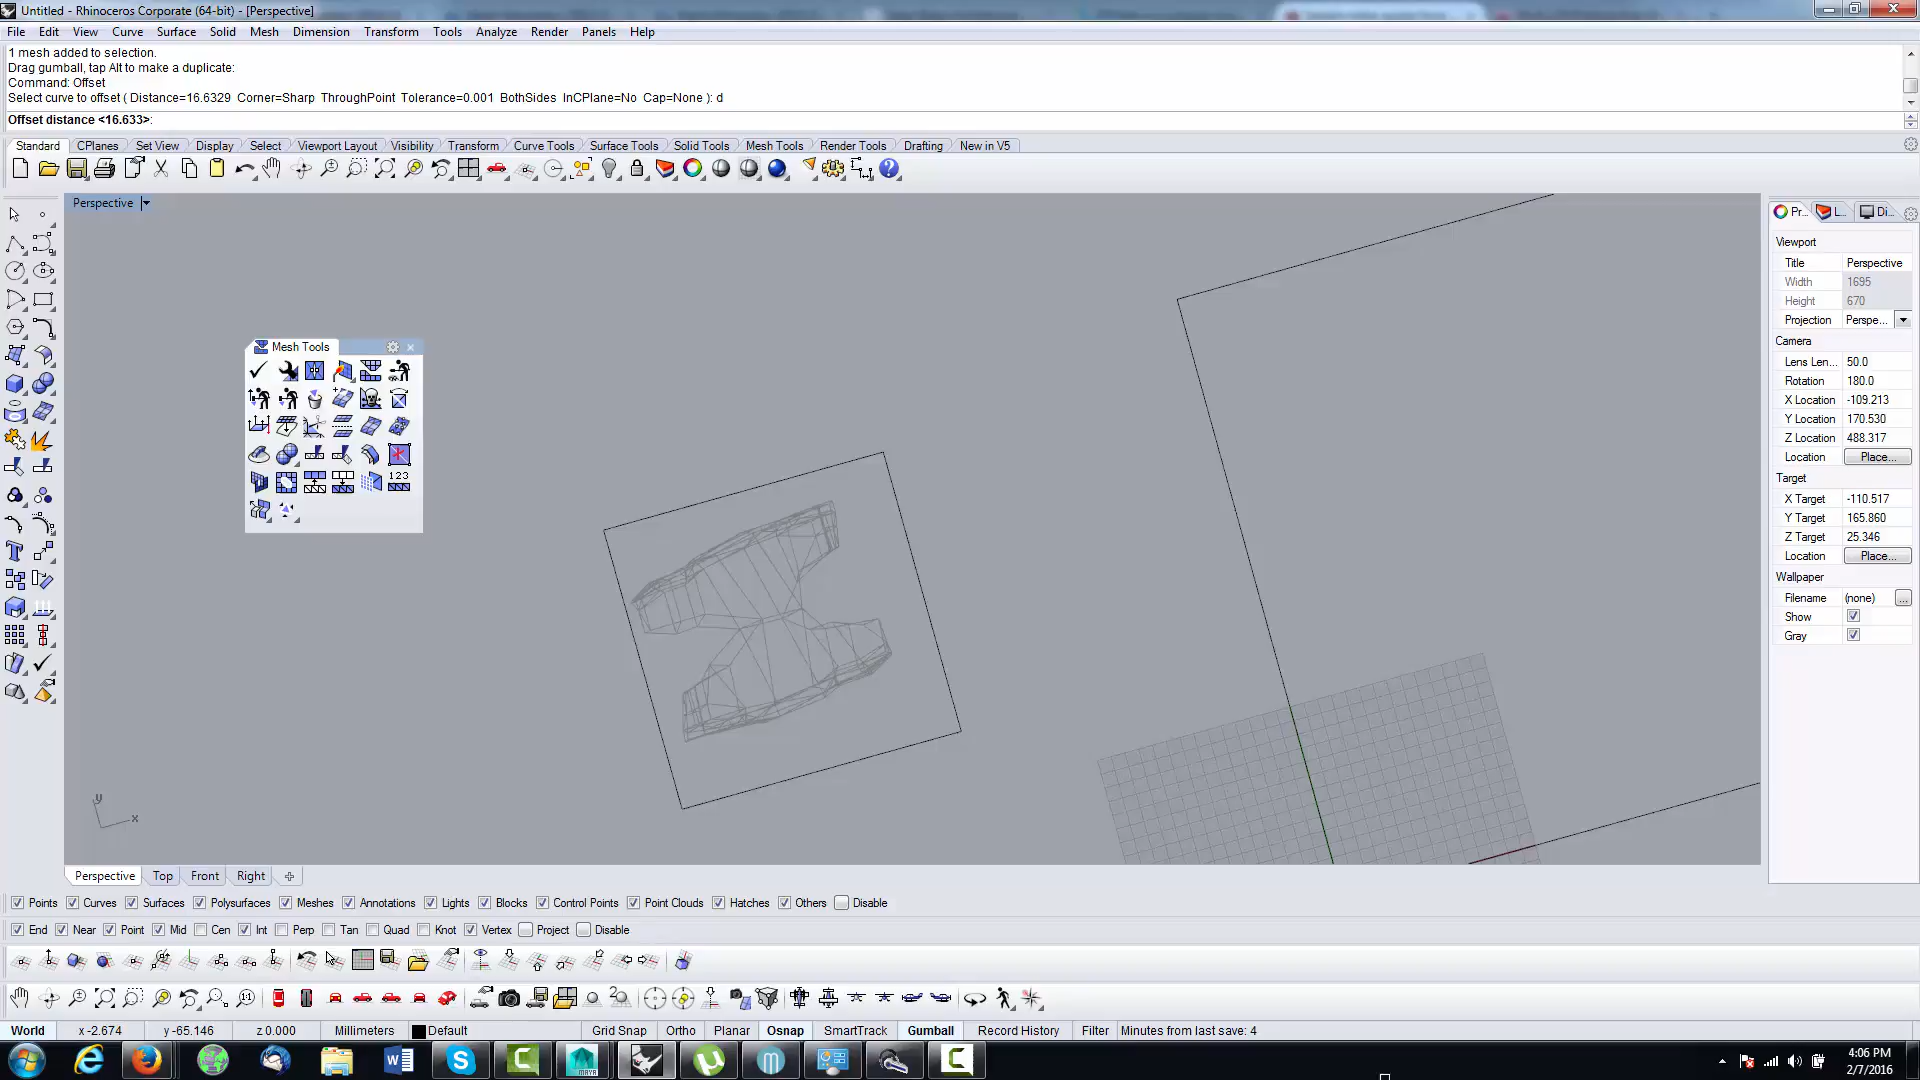 Untitled - Rhinoceros Corporate (64-bit) - [Perspective]
File Edit View Curve Surface Solid Mesh Dimension Transform Tools Analyze Render Panels Help
1 mesh added to selection.
Drag gumball, tap Alt to make a duplicate:
Command: Offset
Select curve to offset ( Distance=16.6329 Corner=Sharp ThroughPoint Tolerance=0.001 BothSides InCPlane=No Cap=None ): d
Offset distance <16.633>:
Standard CPlanes Set View Display Select Viewport Layout Visibility Transform Curve Tools Surface Tools Solid Tools Mesh Tools Render Tools Drafting New in V5
Perspective
Pr... L... Di...
Viewport
Title Perspective
Width 1695
Height 670
Projection Perspe...
Camera
Lens Len... 50.0
Rotation 180.0
X Location -109.213
Y Location 170.530
Z Location 488.317
Location Place...
Target
X Target -110.517
Y Target 165.860
Z Target 25.346
Location Place...
Wallpaper
Filename (none) ...
Show
Gray
Mesh Tools
123
y
x
Perspective Top Front Right
Points Curves Surfaces Polysurfaces Meshes Annotations Lights Blocks Control Points Point Clouds Hatches Others Disable
End Near Point Mid Cen Int Perp Tan Quad Knot Vertex Project Disable
World x -2.674 y -65.146 z 0.000 Millimeters Default Grid Snap Ortho Planar Osnap SmartTrack Gumball Record History Filter Minutes from last save: 4
4:06 PM
2/7/2016